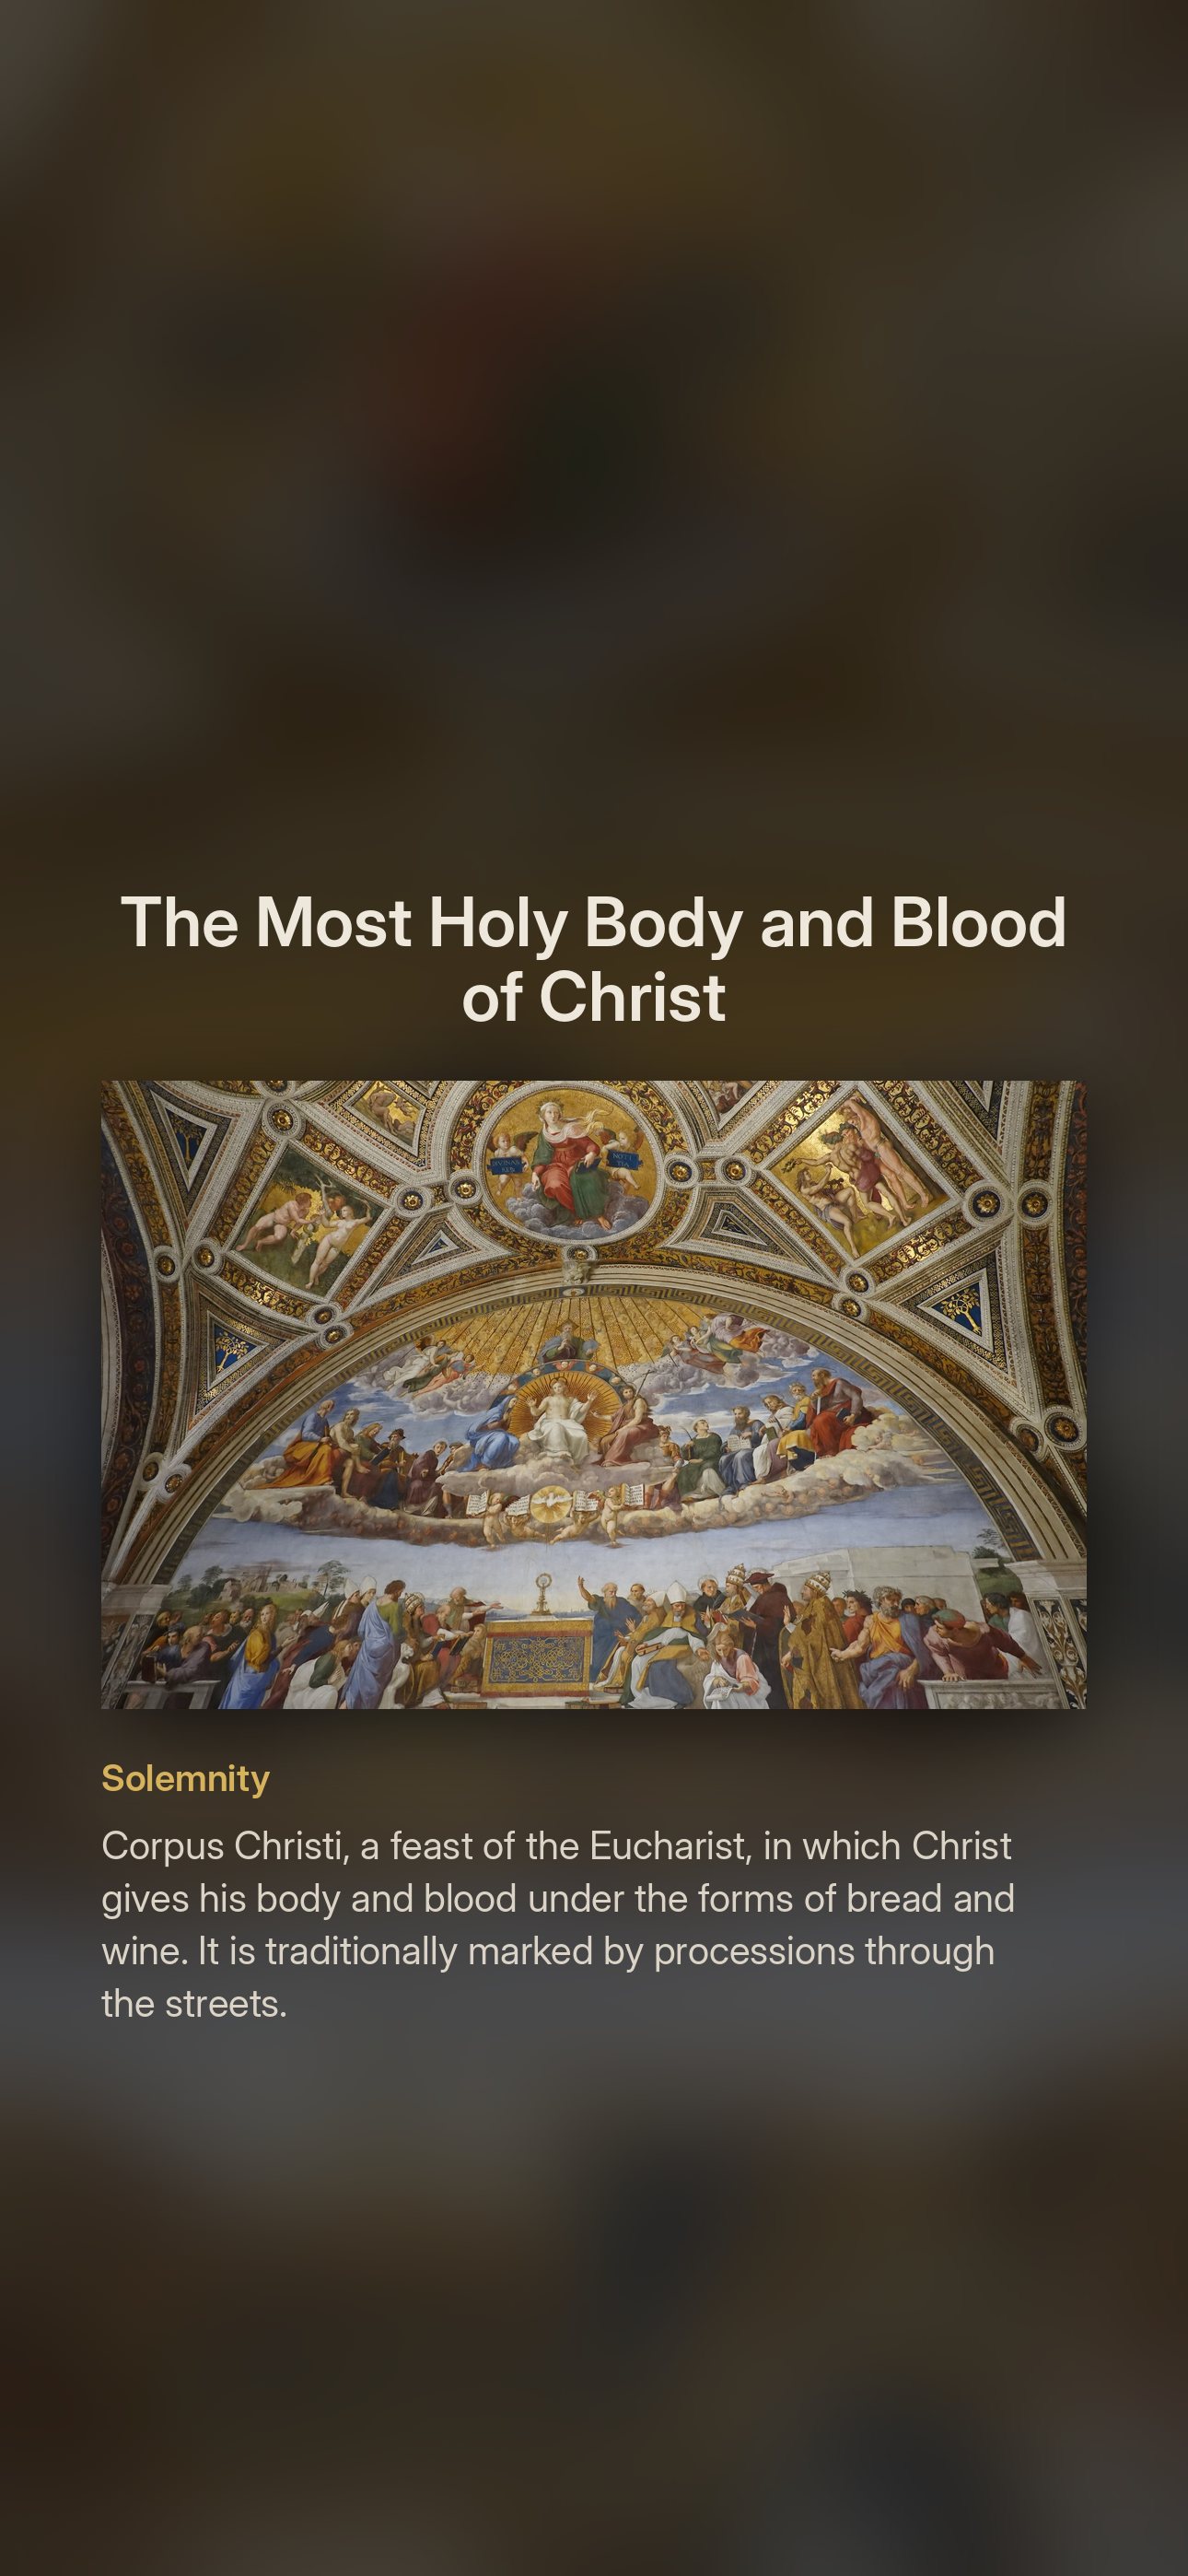 The Most Holy Body and Blood
of Christ
Solemnity
Corpus Christi, a feast of the Eucharist, in which Christ
gives his body and blood under the forms of bread and
wine. It is traditionally marked by processions through
the streets.